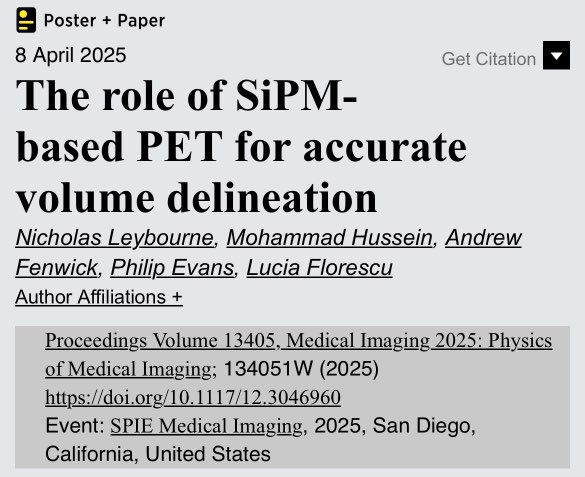 Poster + Paper
8 April 2025
Get Citation
The role of SiPM-
based PET for accurate
volume delineation
Nicholas Leybourne, Mohammad Hussein, Andrew
Fenwick, Philip Evans, Lucia Florescu
Author Affiliations +
Proceedings Volume 13405, Medical Imaging 2025: Physics
of Medical Imaging; 134051W (2025)
https://doi.org/10.1117/12.3046960
Event: SPIE Medical Imaging, 2025, San Diego,
California, United States